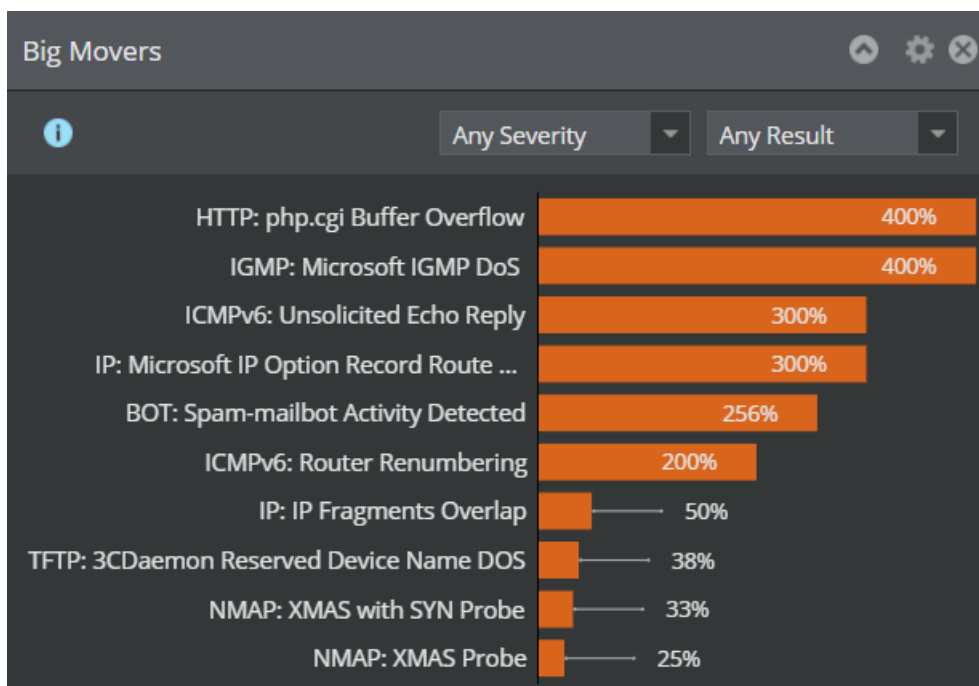 Big Movers
Any Severity Any Result
HTTP: php.cgi Buffer Overflow 400%
IGMP: Microsoft IGMP DoS 400%
ICMPv6: Unsolicited Echo Reply 300%
IP: Microsoft IP Option Record Route ... 300%
BOT: Spam-mailbot Activity Detected 256%
ICMPv6: Router Renumbering 200%
IP: IP Fragments Overlap 50%
TFTP: 3CDaemon Reserved Device Name DOS 38%
NMAP: XMAS with SYN Probe 33%
NMAP: XMAS Probe 25%